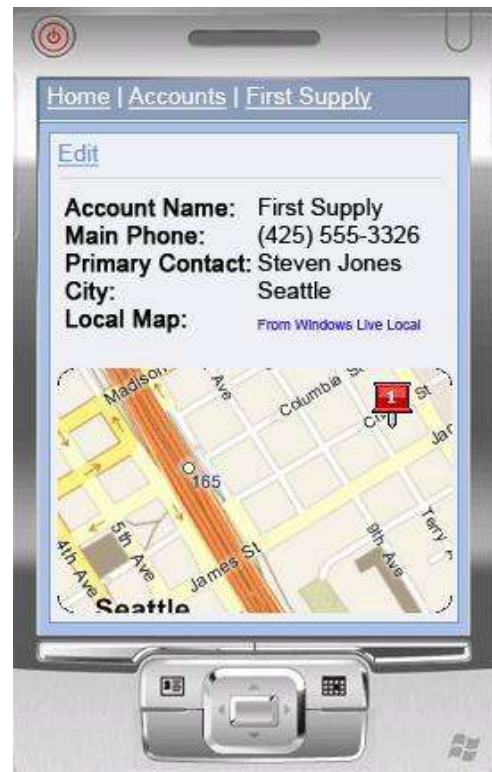 Home | Accounts | First Supply
Edit
Account Name: First Supply
Main Phone: (425) 555-3326
Primary Contact: Steven Jones
City: Seattle
Local Map: From Windows Live Local
Madison
Ave
Columbia St
1
St
165
James St
5th Ave
4th Ave
9th Ave
Terry
Seattle